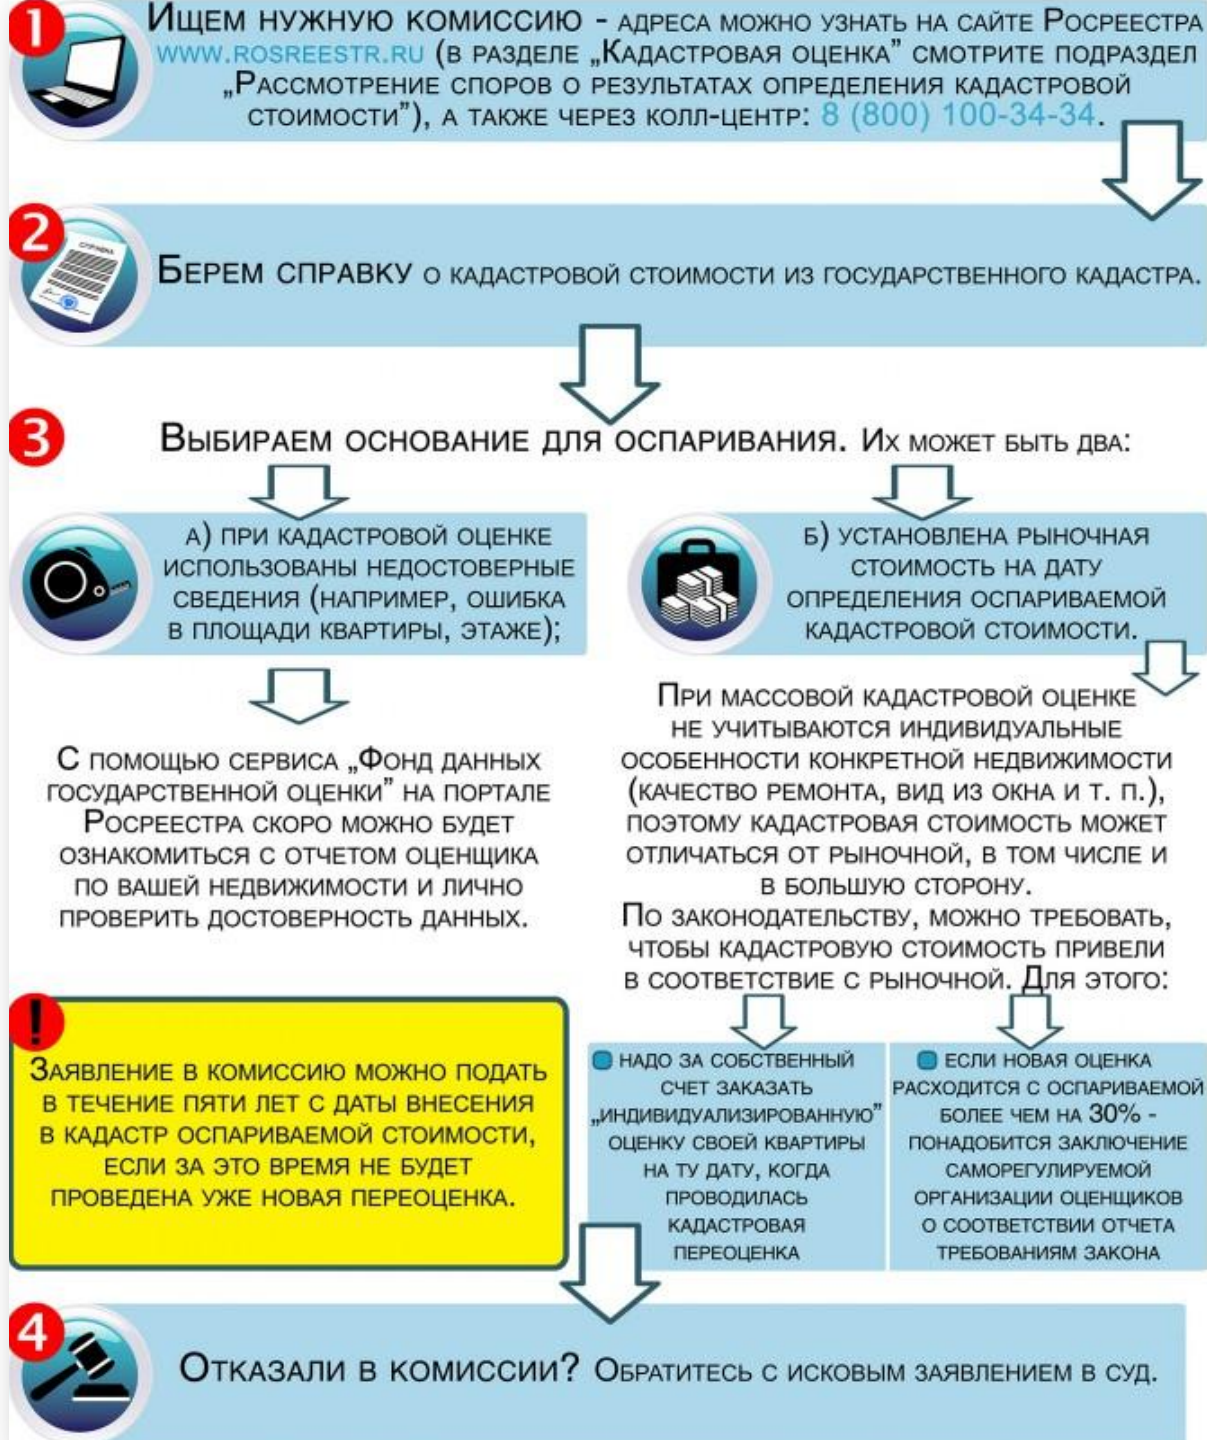 1
Ищем нужную комиссию - адреса можно узнать на сайте Росреестра
www.rosreestr.ru (в разделе „Кадастровая оценка” смотрите подраздел
„Рассмотрение споров о результатах определения кадастровой
стоимости”), а также через колл-центр: 8 (800) 100-34-34.
2
СПРАВКА
Берем справку о кадастровой стоимости из государственного кадастра.
3
Выбираем основание для оспаривания. Их может быть два:
а) при кадастровой оценке
использованы недостоверные
сведения (например, ошибка
в площади квартиры, этаже);
С помощью сервиса „Фонд данных
государственной оценки” на портале
Росреестра скоро можно будет
ознакомиться с отчетом оценщика
по вашей недвижимости и лично
проверить достоверность данных.
б) установлена рыночная
стоимость на дату
определения оспариваемой
кадастровой стоимости.
При массовой кадастровой оценке
не учитываются индивидуальные
особенности конкретной недвижимости
(качество ремонта, вид из окна и т. п.),
поэтому кадастровая стоимость может
отличаться от рыночной, в том числе и
в большую сторону.
По законодательству, можно требовать,
чтобы кадастровую стоимость привели
в соответствие с рыночной. Для этого:
надо за собственный
счет заказать
„индивидуализированную”
оценку своей квартиры
на ту дату, когда
проводилась
кадастровая
переоценка
если новая оценка
расходится с оспариваемой
более чем на 30% -
понадобится заключение
саморегулируемой
организации оценщиков
о соответствии отчета
требованиям закона
!
Заявление в комиссию можно подать
в течение пяти лет с даты внесения
в кадастр оспариваемой стоимости,
если за это время не будет
проведена уже новая переоценка.
4
Отказали в комиссии? Обратитесь с исковым заявлением в суд.